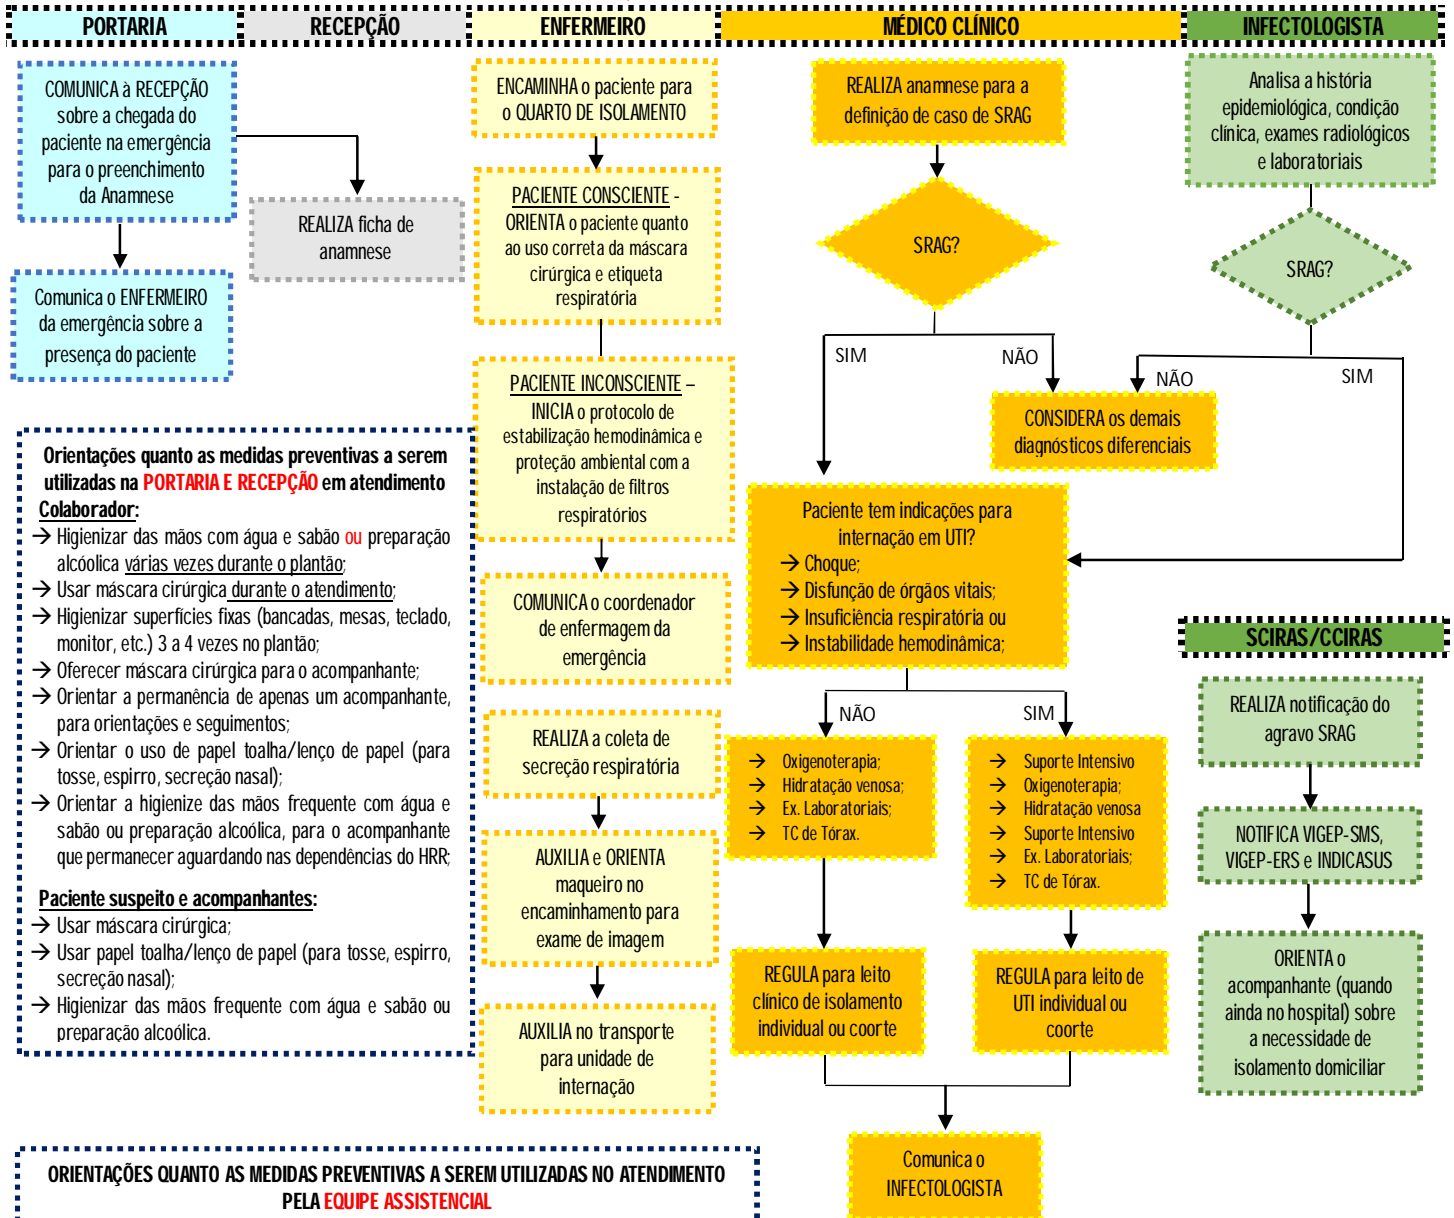 PORTARIA
RECEPÇÃO
ENFERMEIRO
MÉDICO CLÍNICO
INFECTOLOGISTA
COMUNICA à RECEPÇÃO
sobre a chegada do
paciente na emergência
para o preenchimento
da Anamnese
Comunica o ENFERMEIRO
da emergência sobre a
presença do paciente
REALIZA ficha de
anamnese
ENCAMINHA o paciente para
o QUARTO DE ISOLAMENTO
PACIENTE CONSCIENTE -
ORIENTA o paciente quanto
ao uso correta da máscara
cirúrgica e etiqueta
respiratória
PACIENTE INCONSCIENTE –
INICIA o protocolo de
estabilização hemodinâmica e
proteção ambiental com a
instalação de filtros
respiratórios
COMUNICA o coordenador
de enfermagem da
emergência
REALIZA a coleta de
secreção respiratória
AUXILIA e ORIENTA
maqueiro no
encaminhamento para
exame de imagem
AUXILIA no transporte
para unidade de
internação
REALIZA anamnese para a
definição de caso de SRAG
SRAG?
SIM
NÃO
CONSIDERA os demais
diagnósticos diferenciais
Paciente tem indicações para
internação em UTI?
→ Choque;
→ Disfunção de órgãos vitais;
→ Insuficiência respiratória ou
→ Instabilidade hemodinâmica;
NÃO
SIM
→ Oxigenoterapia;
→ Hidratação venosa;
→ Ex. Laboratoriais;
→ TC de Tórax.
→ Suporte Intensivo
→ Oxigenoterapia;
→ Hidratação venosa
→ Suporte Intensivo
→ Ex. Laboratoriais;
→ TC de Tórax.
REGULA para leito
clínico de isolamento
individual ou coorte
REGULA para leito de
UTI individual ou
coorte
Comunica o
INFECTOLOGISTA
Analisa a história
epidemiológica, condição
clínica, exames radiológicos
e laboratoriais
SRAG?
NÃO
SIM
SCIRAS/CCIRAS
REALIZA notificação do
agravo SRAG
NOTIFICA VIGEP-SMS,
VIGEP-ERS e INDICASUS
ORIENTA o
acompanhante (quando
ainda no hospital) sobre
a necessidade de
isolamento domiciliar
Orientações quanto as medidas preventivas a serem
utilizadas na PORTARIA E RECEPÇÃO em atendimento
Colaborador:
→ Higienizar das mãos com água e sabão ou preparação
alcóolica várias vezes durante o plantão;
→ Usar máscara cirúrgica durante o atendimento;
→ Higienizar superfícies fixas (bancadas, mesas, teclado,
monitor, etc.) 3 a 4 vezes no plantão;
→ Oferecer máscara cirúrgica para o acompanhante;
→ Orientar a permanência de apenas um acompanhante,
para orientações e seguimentos;
→ Orientar o uso de papel toalha/lenço de papel (para
tosse, espirro, secreção nasal);
→ Orientar a higienize das mãos frequente com água e
sabão ou preparação alcoólica, para o acompanhante
que permanecer aguardando nas dependências do HRR;
Paciente suspeito e acompanhantes:
→ Usar máscara cirúrgica;
→ Usar papel toalha/lenço de papel (para tosse, espirro,
secreção nasal);
→ Higienizar das mãos frequente com água e sabão ou
preparação alcoólica.
ORIENTAÇÕES QUANTO AS MEDIDAS PREVENTIVAS A SEREM UTILIZADAS NO ATENDIMENTO
PELA EQUIPE ASSISTENCIAL